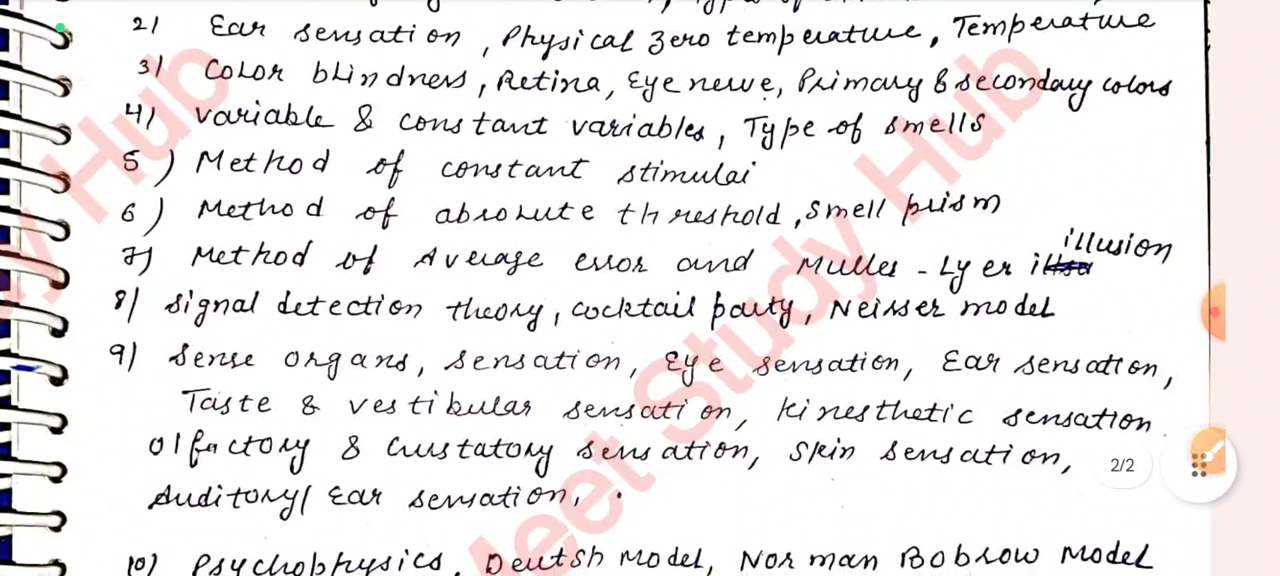 2) Ear sensation, Physical zero temperature, Temperature
3) Color blindness, Retina, Eye nerve, Primary & secondary colors
4) variable & constant variables, Type of smells
5) Method of constant stimulai
6) Method of absolute threshold, smell prism
7) Method of Average error and Muller-Lyer illusion
8) signal detection theory, cocktail party, Neisser model
9) Sense organs, sensation, Eye sensation, Ear sensation,
Taste & vestibular sensation, kinesthetic sensation
Olfactory & Gustatory sensation, Skin sensation,
Auditory/ Ear sensation,
10) Psychophysics, Deutsh Model, Norman Bobrow Model
2/2
Meet Study Hub